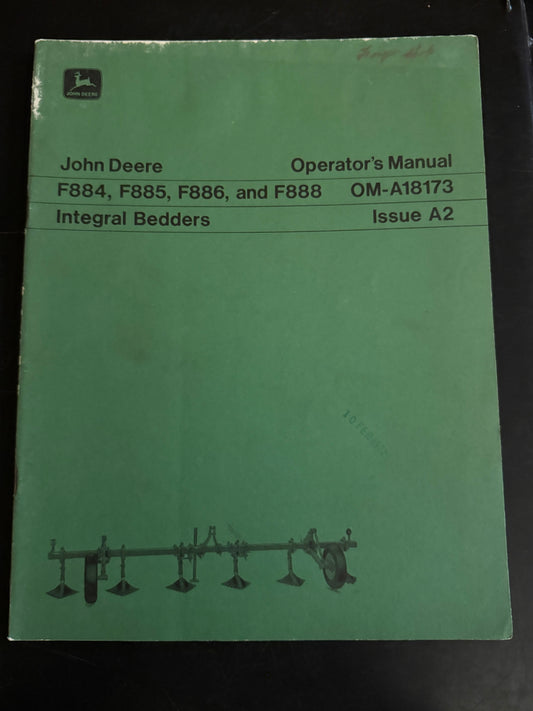 JOHN DEERE
John Deere Operator's Manual
F884, F885, F886, and F888 OM-A18173
Integral Bedders Issue A2